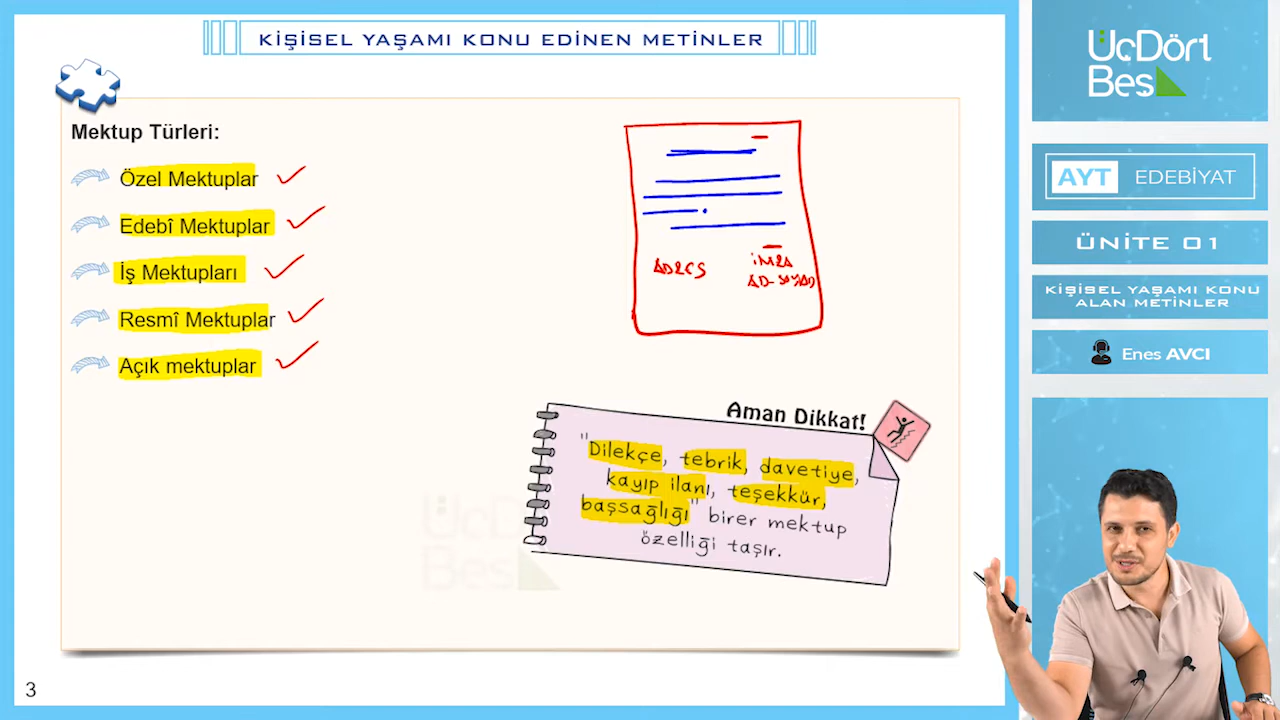 KİŞİSEL YAŞAMI KONU EDİNEN METİNLER
Mektup Türleri:
Özel Mektuplar
Edebî Mektuplar
İş Mektupları
Resmî Mektuplar
Açık mektuplar
ADRES
İMZA
AD-SOYAD
Aman Dikkat!
"Dilekçe, tebrik, davetiye,
kayıp ilanı, teşekkür,
başsağlığı" birer mektup
özelliği taşır.
ÜçDört
Beş
3
ÜçDört
Beş
AYT EDEBİYAT
ÜNİTE 01
KİŞİSEL YAŞAMI KONU
ALAN METİNLER
Enes AVCI